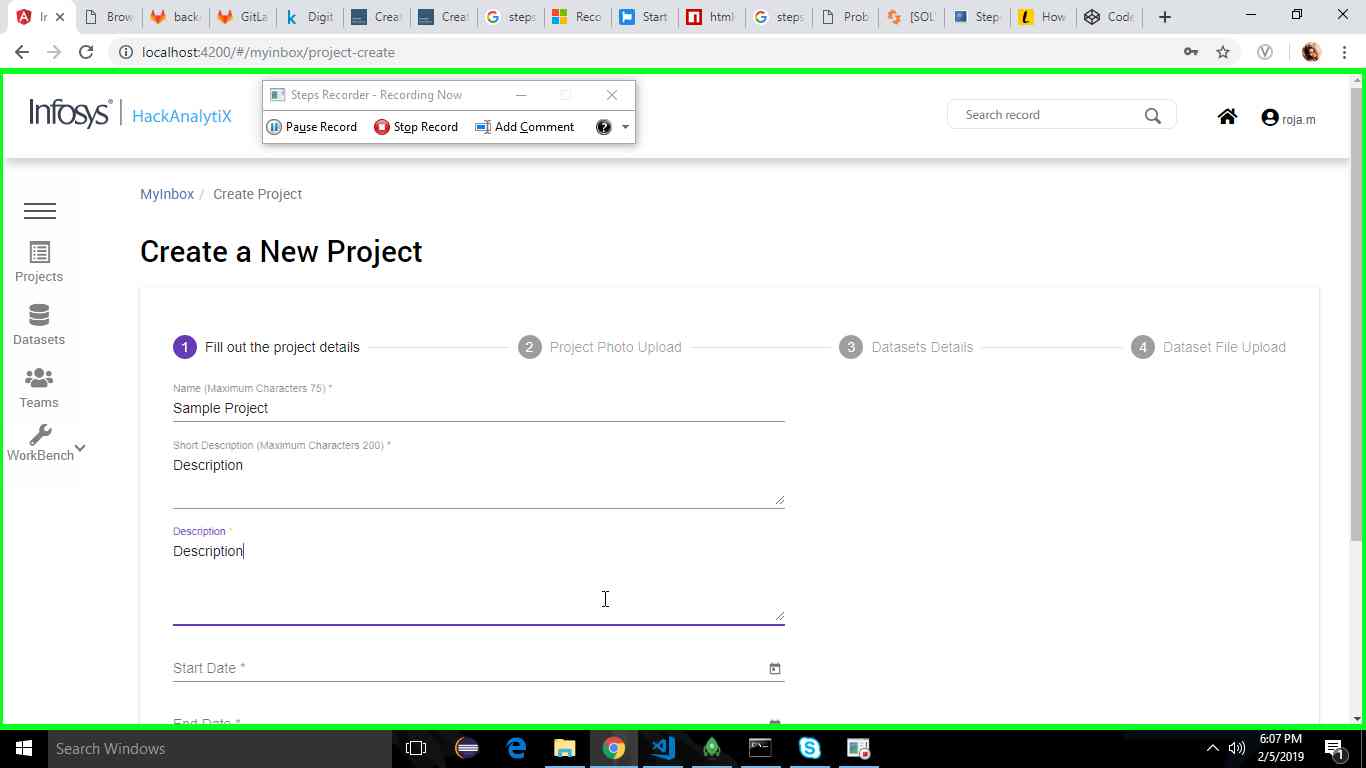 Ir
Brow
back
GitLa
Digit
Creat
Creat
steps
Reco
Start
html
steps
Prob
[SOL
Step
How
Code
localhost:4200/#/myinbox/project-create
Infosys | HackAnalytiX
Steps Recorder - Recording Now
Pause Record Stop Record Add Comment
Search record
roja.m
MyInbox / Create Project
Projects
Datasets
Teams
WorkBench
Create a New Project
1 Fill out the project details 2 Project Photo Upload 3 Datasets Details 4 Dataset File Upload
Name (Maximum Characters 75) *
Sample Project
Short Description (Maximum Characters 200) *
Description
Description *
Description
Start Date *
End Date *
Search Windows
6:07 PM
2/5/2019
1